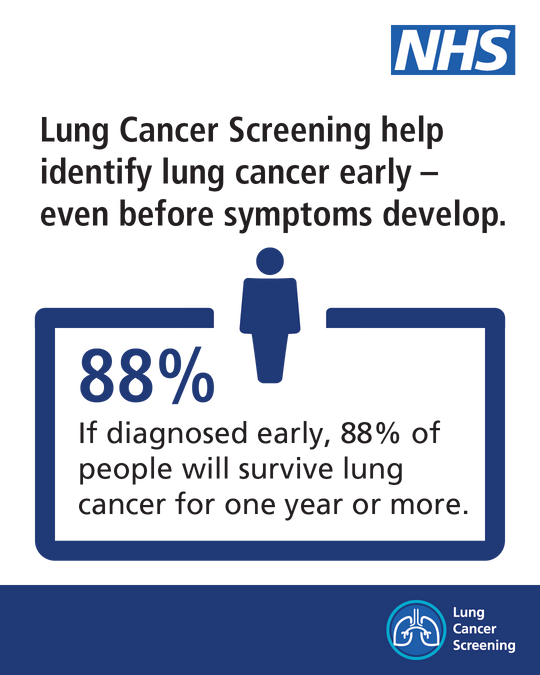 NHS
Lung Cancer Screening help
identify lung cancer early –
even before symptoms develop.
88%
If diagnosed early, 88% of
people will survive lung
cancer for one year or more.
Lung
Cancer
Screening